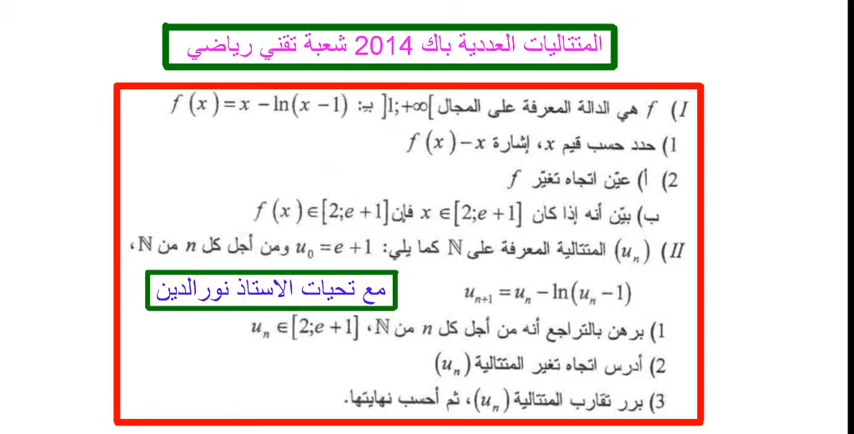 المتتاليات العددية باك 2014 شعبة تقني رياضي
I) f هي الدالة المعرفة على المجال ]1;+∞[ بـ: f(x)=x−ln(x−1)
1) حدد حسب قيم x، إشارة f(x)−x
2) أ) عيّن اتجاه تغيّر f
ب) بيّن أنه إذا كان x∈[2;e+1] فإن f(x)∈[2;e+1]
II) (uₙ) المتتالية المعرفة على ℕ كما يلي: u₀=e+1 ومن أجل كل n من ℕ،
uₙ₊₁=uₙ−ln(uₙ−1)
مع تحيات الاستاذ نورالدين
1) برهن بالتراجع أنه من أجل كل n من ℕ، uₙ∈[2;e+1]
2) أدرس اتجاه تغير المتتالية (uₙ)
3) برر تقارب المتتالية (uₙ)، ثم أحسب نهايتها.